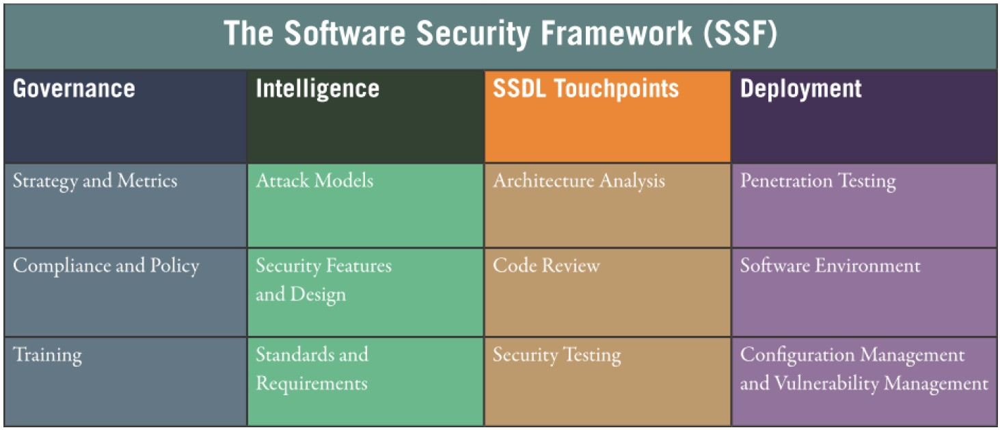 The Software Security Framework (SSF)
Governance
Intelligence
SSDL Touchpoints
Deployment
Strategy and Metrics
Attack Models
Architecture Analysis
Penetration Testing
Compliance and Policy
Security Features
and Design
Code Review
Software Environment
Training
Standards and
Requirements
Security Testing
Configuration Management
and Vulnerability Management